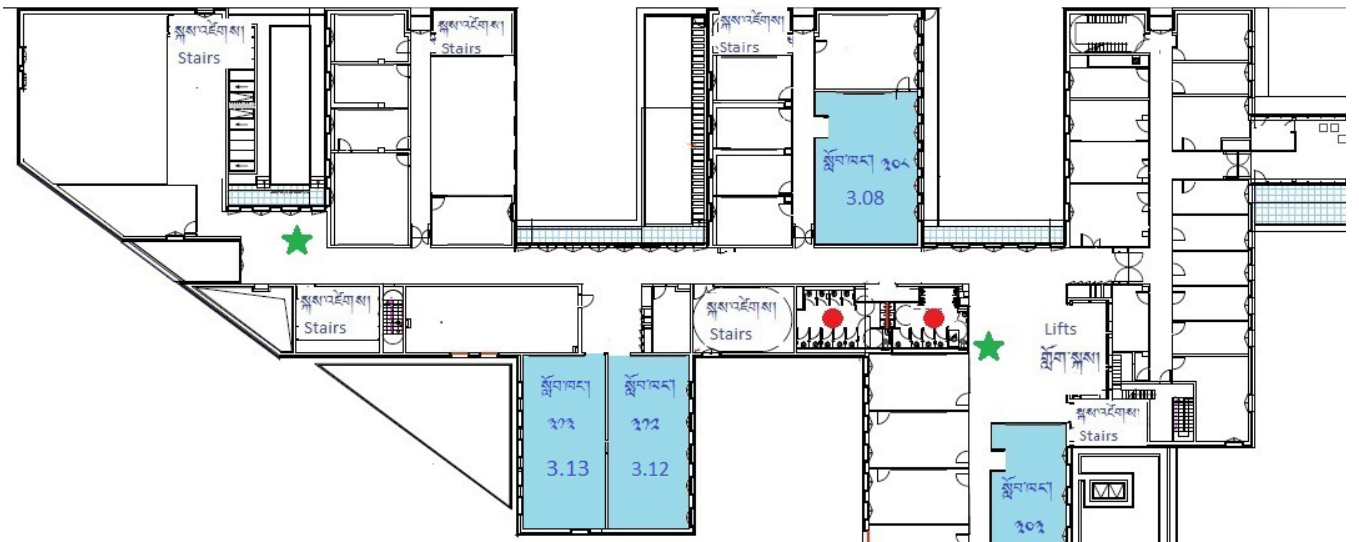 སྐས་འཛེགས།
Stairs
སྐས་འཛེགས།
Stairs
སྐས་འཛེགས།
Stairs
སློབ་ཁང་། ༣༠༨
3.08
སྐས་འཛེགས།
Stairs
སྐས་འཛེགས།
Stairs
Lifts
གློག་སྐས།
སློབ་ཁང་།
༣༡༣
3.13
སློབ་ཁང་།
༣༡༢
3.12
སྐས་འཛེགས།
Stairs
སློབ་ཁང་།
༣༠༣